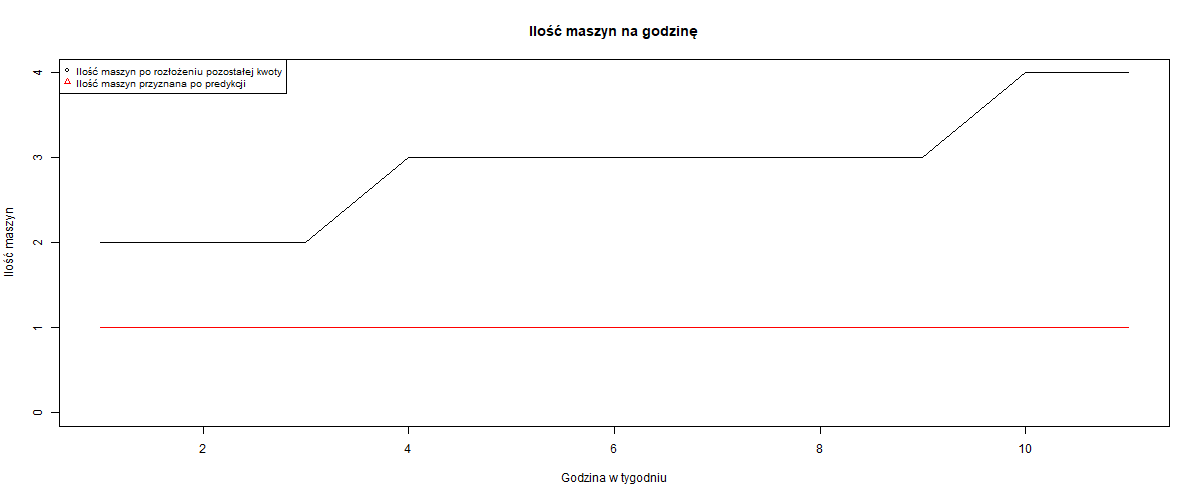 Ilość maszyn na godzinę
Ilość maszyn po rozłożeniu pozostałej kwoty
Ilość maszyn przyznana po predykcji
4
3
2
1
0
Ilość maszyn
2 4 6 8 10
Godzina w tygodniu